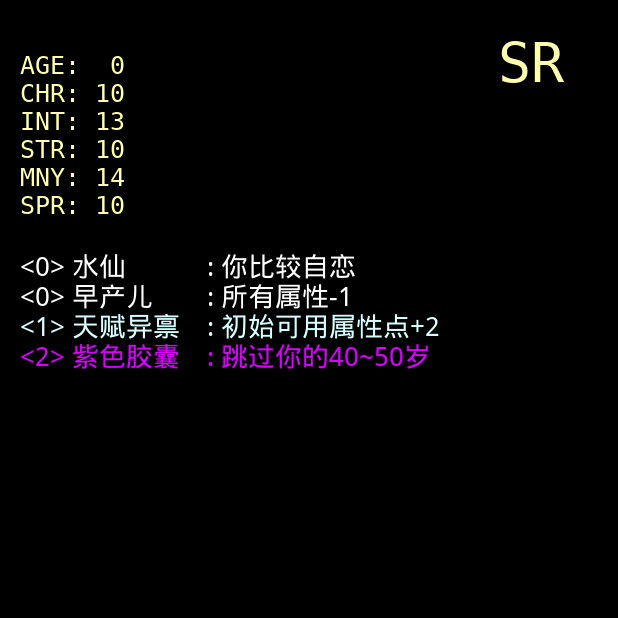 SR
AGE: 0
CHR: 10
INT: 13
STR: 10
MNY: 14
SPR: 10
<0> 水仙 : 你比较自恋
<0> 早产儿 : 所有属性-1
<1> 天赋异禀 : 初始可用属性点+2
<2> 紫色胶囊 : 跳过你的40~50岁